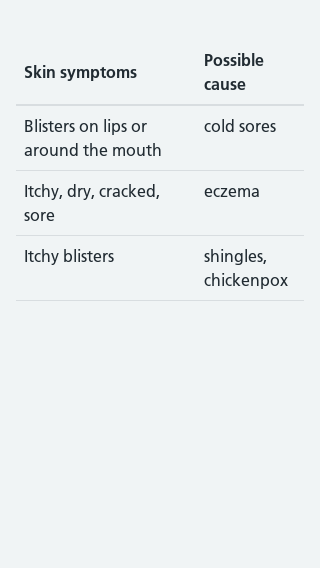 Skin symptoms
Possible
cause
Blisters on lips or
around the mouth
cold sores
Itchy, dry, cracked,
sore
eczema
Itchy blisters
shingles,
chickenpox